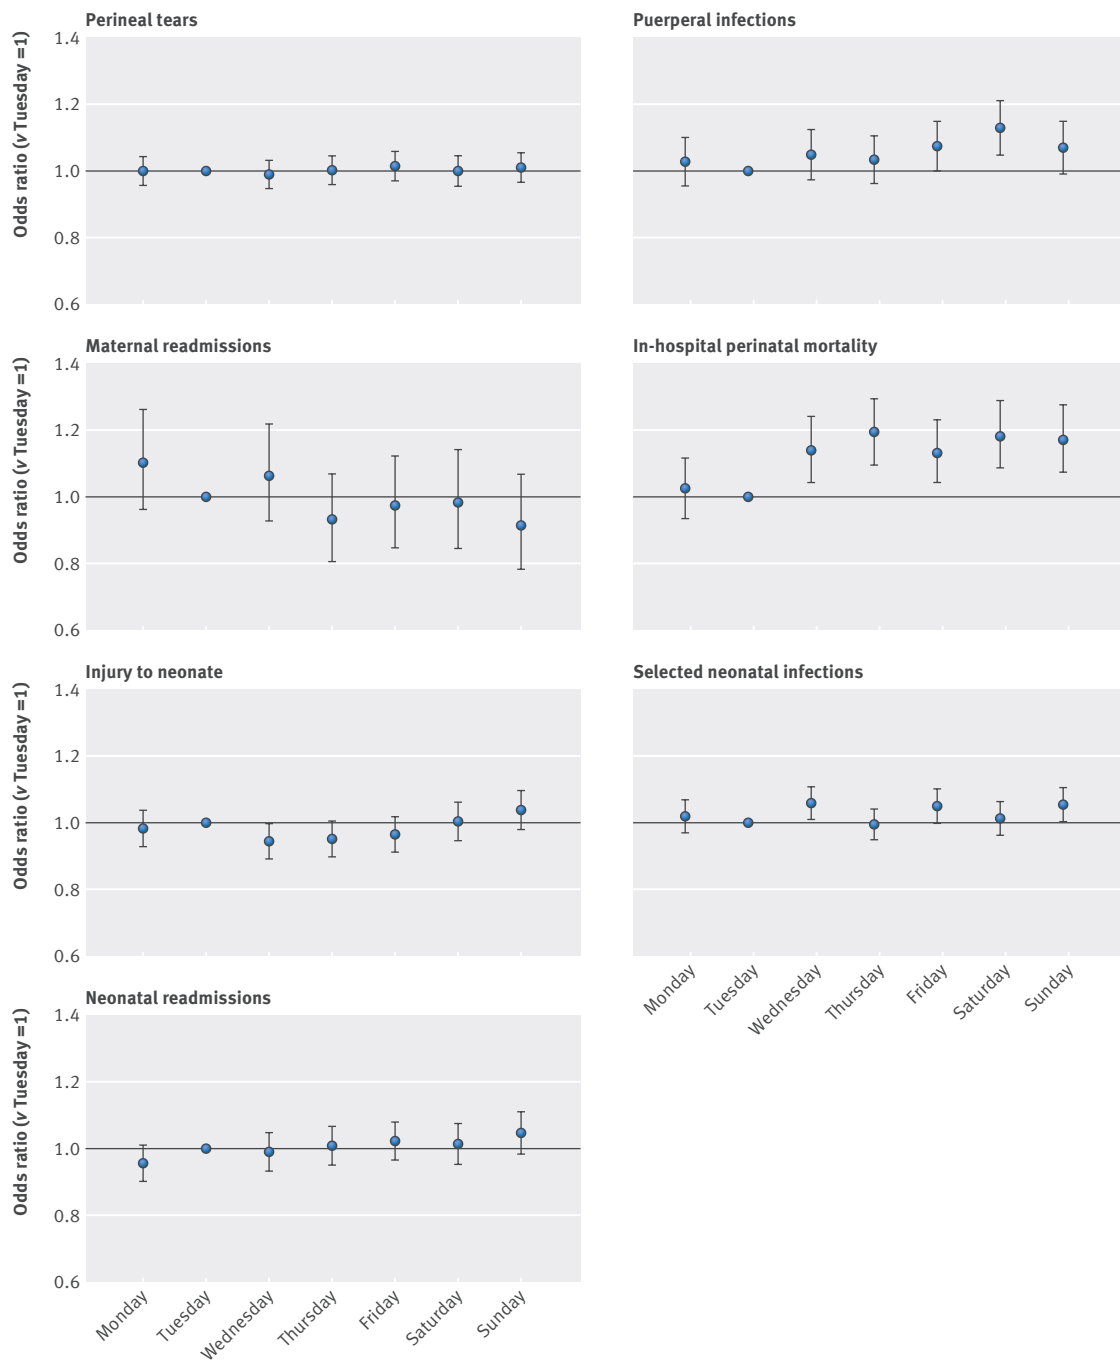 Perineal tears
Odds ratio (v Tuesday =1)
1.4
1.2
1.0
0.8
0.6
Puerperal infections
Maternal readmissions
Odds ratio (v Tuesday =1)
1.4
1.2
1.0
0.8
0.6
In-hospital perinatal mortality
Injury to neonate
Odds ratio (v Tuesday =1)
1.4
1.2
1.0
0.8
0.6
Selected neonatal infections
Monday
Tuesday
Wednesday
Thursday
Friday
Saturday
Sunday
Neonatal readmissions
Odds ratio (v Tuesday =1)
1.4
1.2
1.0
0.8
0.6
Monday
Tuesday
Wednesday
Thursday
Friday
Saturday
Sunday